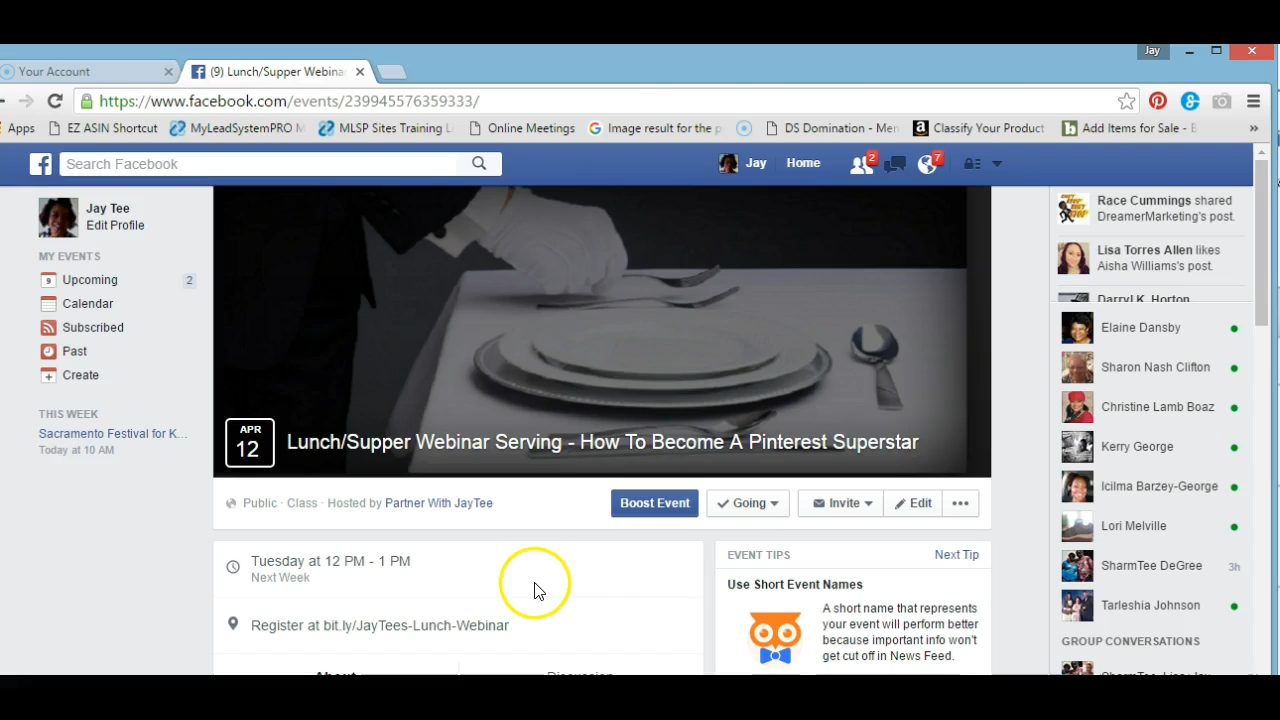 Jay
Your Account
(9) Lunch/Supper Webina
https://www.facebook.com/events/239945576359333/
Apps
EZ ASIN Shortcut
MyLeadSystemPRO M
MLSP Sites Training L
Online Meetings
Image result for the p
DS Domination - Men
Classify Your Product
Add Items for Sale - E
»
Search Facebook
Jay
Home
2
7
Jay Tee
Edit Profile
MY EVENTS
9
Upcoming
2
Calendar
Subscribed
Past
Create
THIS WEEK
Sacramento Festival for K...
Today at 10 AM
APR
12
Lunch/Supper Webinar Serving - How To Become A Pinterest Superstar
Public · Class · Hosted by Partner With JayTee
Boost Event
Going
Invite
Edit
Tuesday at 12 PM - 1 PM
Next Week
Register at bit.ly/JayTees-Lunch-Webinar
About
Discussion
EVENT TIPS
Next Tip
Use Short Event Names
A short name that represents
your event will perform better
because important info won't
get cut off in News Feed.
Race Cummings shared
DreamerMarketing's post.
Lisa Torres Allen likes
Aisha Williams's post.
Darryl K. Horton
Elaine Dansby
Sharon Nash Clifton
Christine Lamb Boaz
Kerry George
Icilma Barzey-George
Lori Melville
SharmTee DeGree
3h
Tarleshia Johnson
GROUP CONVERSATIONS